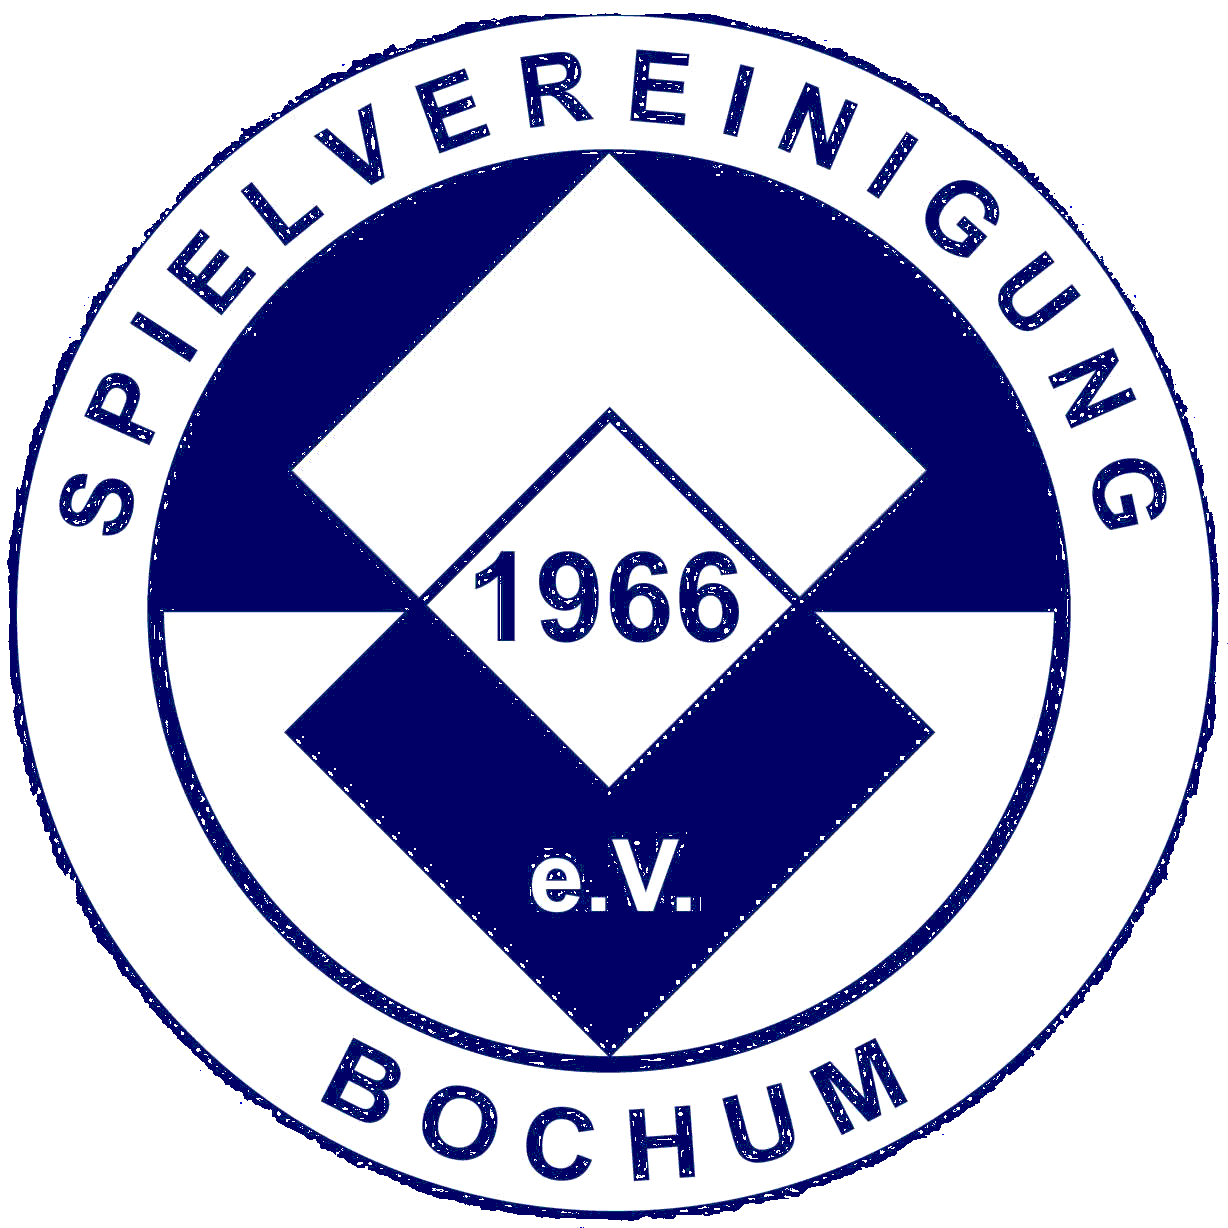 SPIELVEREINIGUNG
1966
e.V.
BOCHUM